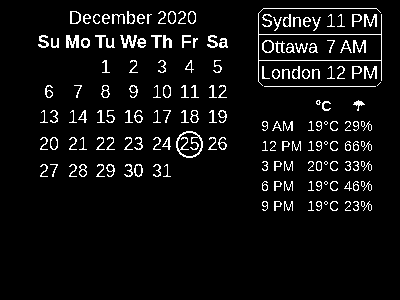 December 2020
Su Mo Tu We Th Fr Sa
1 2 3 4 5
6 7 8 9 10 11 12
13 14 15 16 17 18 19
20 21 22 23 24 25 26
27 28 29 30 31
Sydney 11 PM
Ottawa 7 AM
London 12 PM
°C ☂
9 AM 19°C 29%
12 PM 19°C 66%
3 PM 20°C 33%
6 PM 19°C 46%
9 PM 19°C 23%